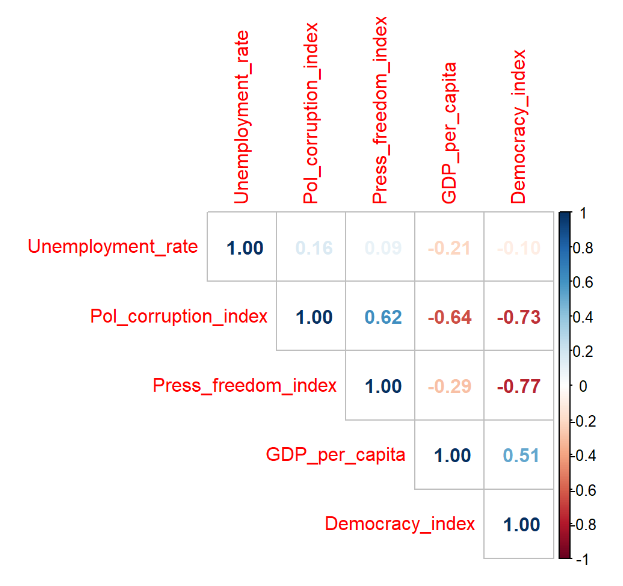 Unemployment_rate
Pol_corruption_index
Press_freedom_index
GDP_per_capita
Democracy_index
Unemployment_rate 1.00 0.16 0.09 -0.21 -0.10
Pol_corruption_index 1.00 0.62 -0.64 -0.73
Press_freedom_index 1.00 -0.29 -0.77
GDP_per_capita 1.00 0.51
Democracy_index 1.00
1
0.8
0.6
0.4
0.2
0
-0.2
-0.4
-0.6
-0.8
-1